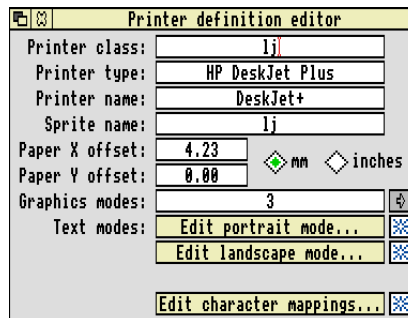 Printer definition editor
Printer class: lj
Printer type: HP DeskJet Plus
Printer name: DeskJet+
Sprite name: lj
Paper X offset: 4.23
mm inches
Paper Y offset: 0.00
Graphics modes: 3
Text modes: Edit portrait mode...
Edit landscape mode...
Edit character mappings...